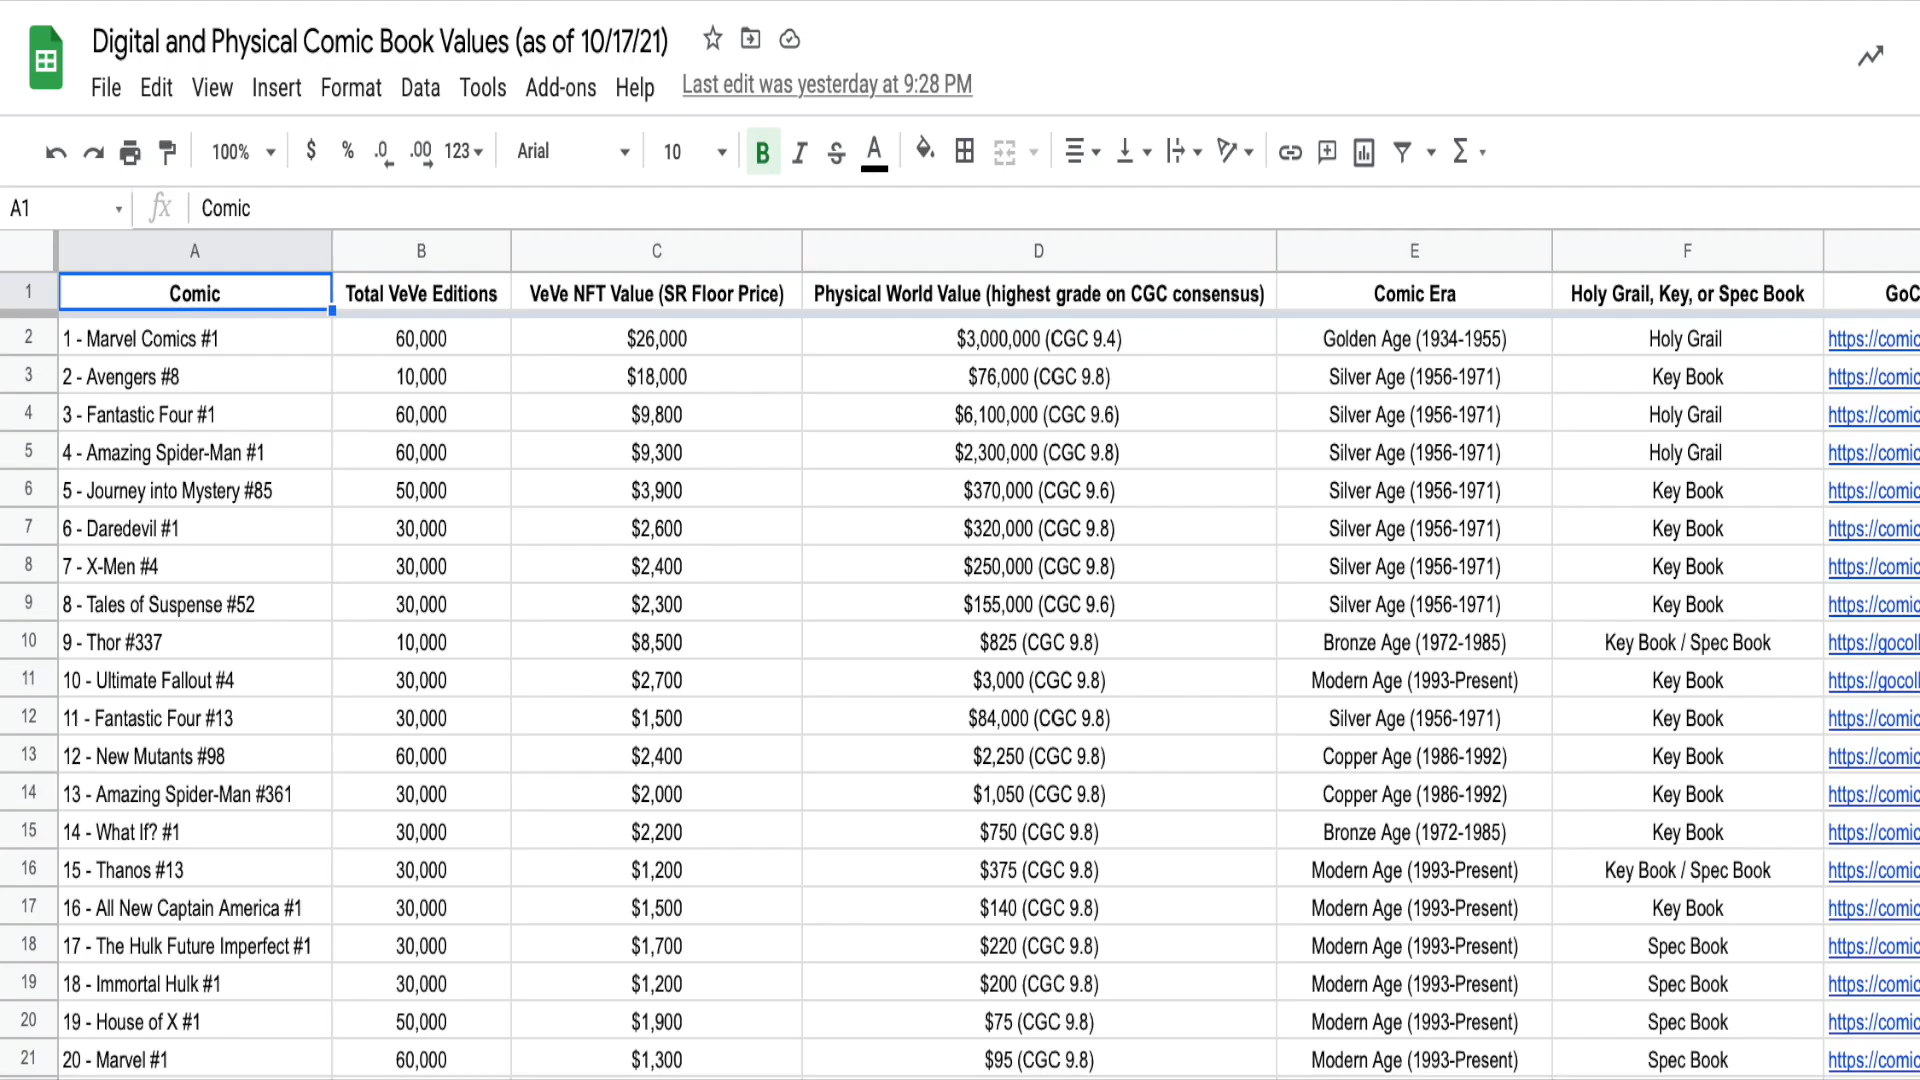 Digital and Physical Comic Book Values (as of 10/17/21)
File Edit View Insert Format Data Tools Add-ons Help Last edit was yesterday at 9:28 PM
100% $ % .0 .00 123 Arial 10 B I S A Σ
A1 fx Comic
A B C D E F
1 Comic Total VeVe Editions VeVe NFT Value (SR Floor Price) Physical World Value (highest grade on CGC consensus) Comic Era Holy Grail, Key, or Spec Book GoC
2 1 - Marvel Comics #1 60,000 $26,000 $3,000,000 (CGC 9.4) Golden Age (1934-1955) Holy Grail https://comic
3 2 - Avengers #8 10,000 $18,000 $76,000 (CGC 9.8) Silver Age (1956-1971) Key Book https://comic
4 3 - Fantastic Four #1 60,000 $9,800 $6,100,000 (CGC 9.6) Silver Age (1956-1971) Holy Grail https://comic
5 4 - Amazing Spider-Man #1 60,000 $9,300 $2,300,000 (CGC 9.8) Silver Age (1956-1971) Holy Grail https://comic
6 5 - Journey into Mystery #85 50,000 $3,900 $370,000 (CGC 9.6) Silver Age (1956-1971) Key Book https://comic
7 6 - Daredevil #1 30,000 $2,600 $320,000 (CGC 9.8) Silver Age (1956-1971) Key Book https://comic
8 7 - X-Men #4 30,000 $2,400 $250,000 (CGC 9.8) Silver Age (1956-1971) Key Book https://comic
9 8 - Tales of Suspense #52 30,000 $2,300 $155,000 (CGC 9.6) Silver Age (1956-1971) Key Book https://comic
10 9 - Thor #337 10,000 $8,500 $825 (CGC 9.8) Bronze Age (1972-1985) Key Book / Spec Book https://gocoll
11 10 - Ultimate Fallout #4 30,000 $2,700 $3,000 (CGC 9.8) Modern Age (1993-Present) Key Book https://gocoll
12 11 - Fantastic Four #13 30,000 $1,500 $84,000 (CGC 9.8) Silver Age (1956-1971) Key Book https://comic
13 12 - New Mutants #98 60,000 $2,400 $2,250 (CGC 9.8) Copper Age (1986-1992) Key Book https://comic
14 13 - Amazing Spider-Man #361 30,000 $2,000 $1,050 (CGC 9.8) Copper Age (1986-1992) Key Book https://comic
15 14 - What If? #1 30,000 $2,200 $750 (CGC 9.8) Bronze Age (1972-1985) Key Book https://comic
16 15 - Thanos #13 30,000 $1,200 $375 (CGC 9.8) Modern Age (1993-Present) Key Book / Spec Book https://comic
17 16 - All New Captain America #1 30,000 $1,500 $140 (CGC 9.8) Modern Age (1993-Present) Key Book https://comic
18 17 - The Hulk Future Imperfect #1 30,000 $1,700 $220 (CGC 9.8) Modern Age (1993-Present) Spec Book https://comic
19 18 - Immortal Hulk #1 30,000 $1,200 $200 (CGC 9.8) Modern Age (1993-Present) Spec Book https://comic
20 19 - House of X #1 50,000 $1,900 $75 (CGC 9.8) Modern Age (1993-Present) Spec Book https://comic
21 20 - Marvel #1 60,000 $1,300 $95 (CGC 9.8) Modern Age (1993-Present) Spec Book https://comic